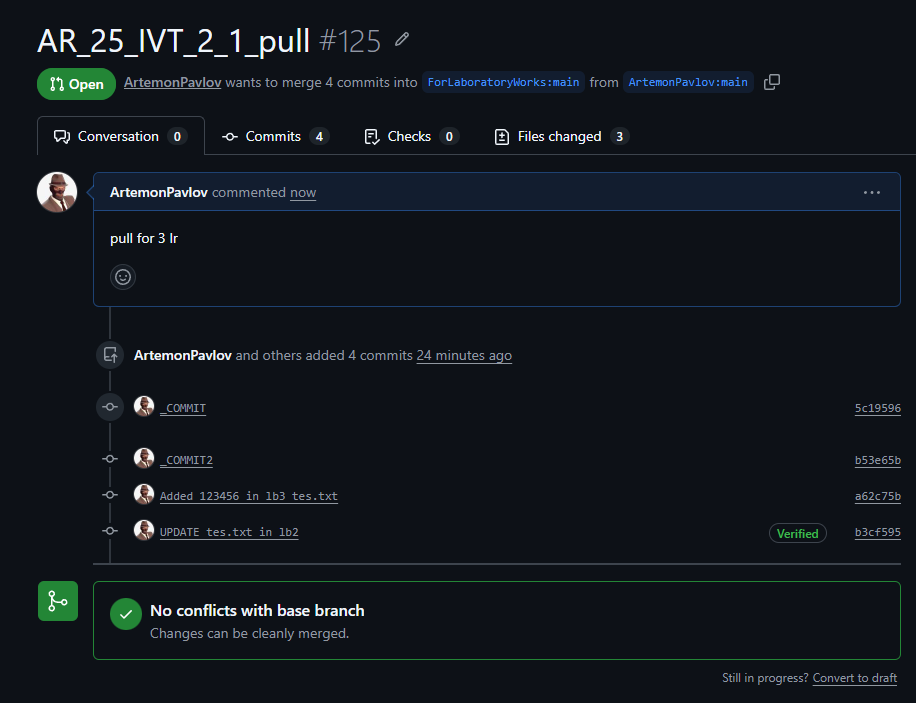 AR_25_IVT_2_1_pull #125
Open ArtemonPavlov wants to merge 4 commits into ForLaboratoryWorks:main from ArtemonPavlov:main
Conversation 0 Commits 4 Checks 0 Files changed 3
ArtemonPavlov commented now
pull for 3 lr
ArtemonPavlov and others added 4 commits 24 minutes ago
_COMMIT 5c19596
_COMMIT2 b53e65b
Added 123456 in lb3 tes.txt a62c75b
UPDATE tes.txt in lb2 Verified b3cf595
No conflicts with base branch
Changes can be cleanly merged.
Still in progress? Convert to draft